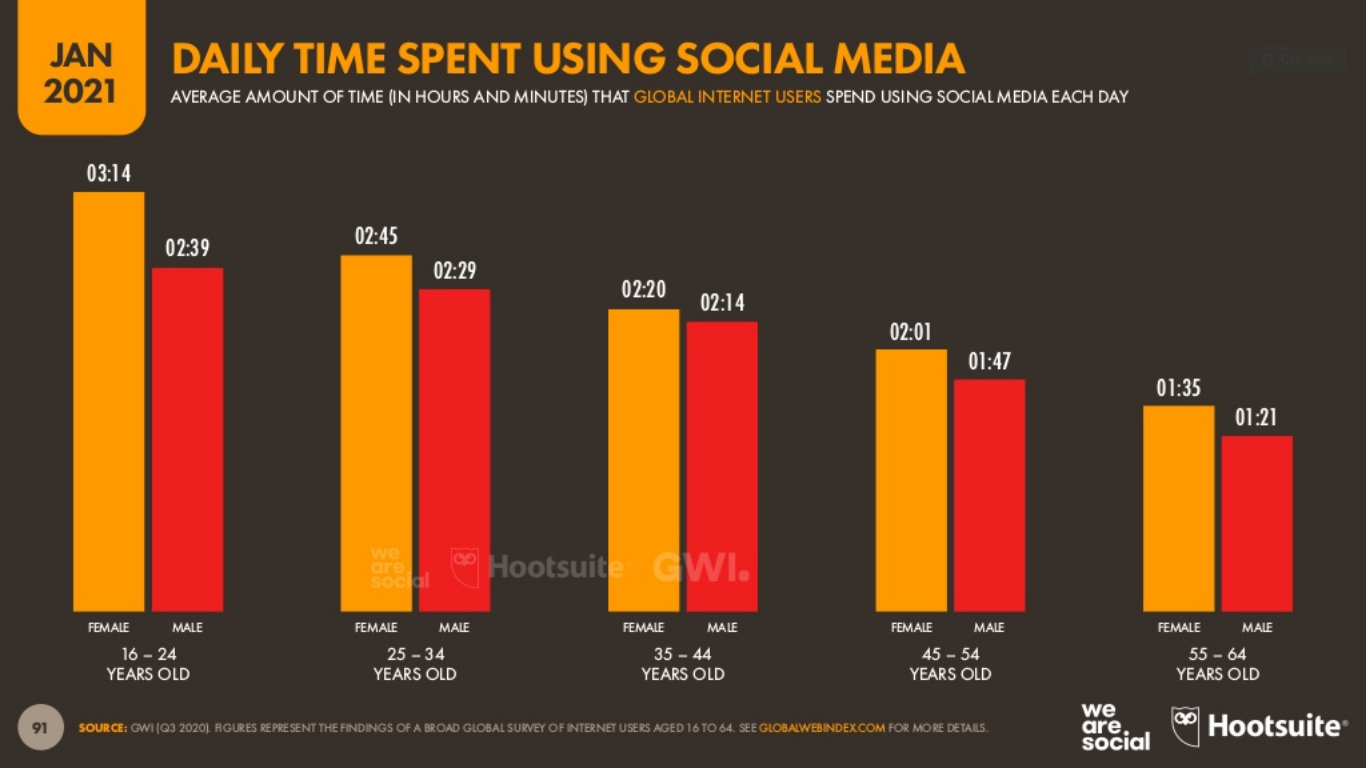 JAN
2021
DAILY TIME SPENT USING SOCIAL MEDIA
AVERAGE AMOUNT OF TIME (IN HOURS AND MINUTES) THAT GLOBAL INTERNET USERS SPEND USING SOCIAL MEDIA EACH DAY
03:14
02:39
02:45
02:29
02:20
02:14
02:01
01:47
01:35
01:21
we
are
social
Hootsuite
GWI.
FEMALE MALE FEMALE MALE FEMALE MALE FEMALE MALE FEMALE MALE
16 – 24 25 – 34 35 – 44 45 – 54 55 – 64
YEARS OLD YEARS OLD YEARS OLD YEARS OLD YEARS OLD
91
SOURCE: GWI (Q3 2020). FIGURES REPRESENT THE FINDINGS OF A BROAD GLOBAL SURVEY OF INTERNET USERS AGED 16 TO 64. SEE GLOBALWEBINDEX.COM FOR MORE DETAILS.
we
are
social
Hootsuite®